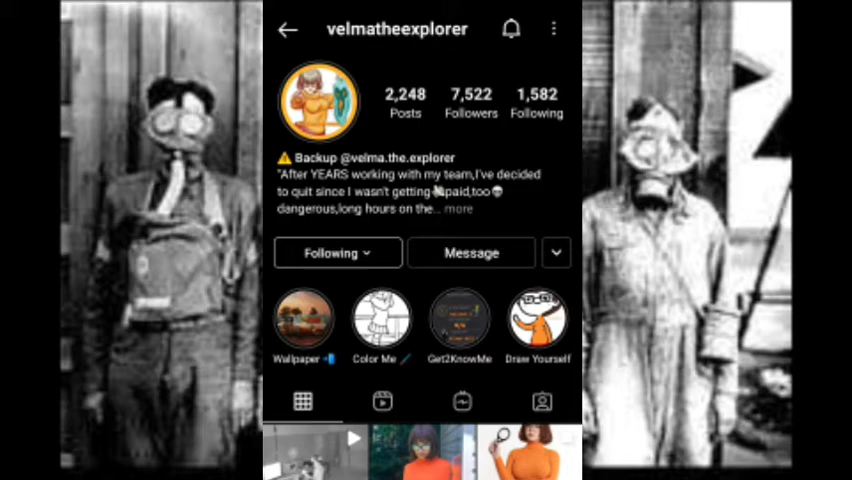 velmatheexplorer
2,248 7,522 1,582
Posts Followers Following
⚠️ Backup @velma.the.explorer
"After YEARS working with my team,I've decided
to quit since I wasn't getting💸paid,too💀
dangerous,long hours on the... more
Following Message
Wallpaper Color Me Get2KnowMe Draw Yourself